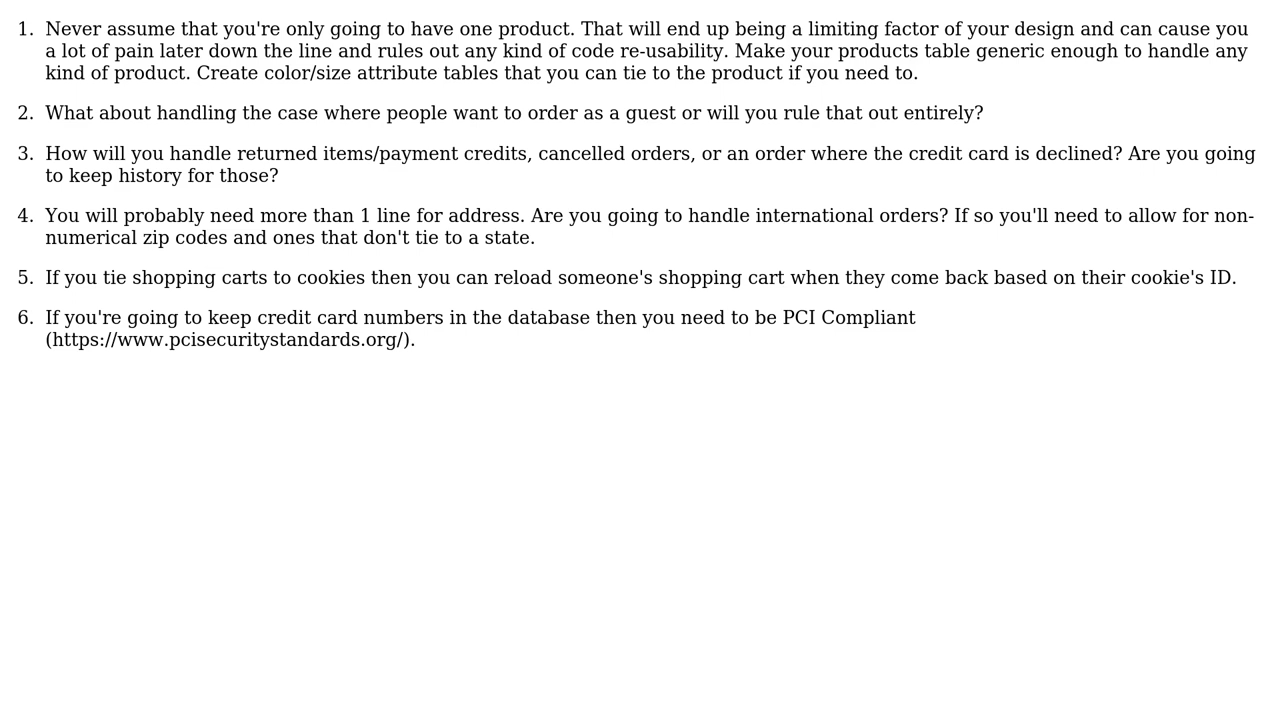 1. Never assume that you're only going to have one product. That will end up being a limiting factor of your design and can cause you
a lot of pain later down the line and rules out any kind of code re-usability. Make your products table generic enough to handle any
kind of product. Create color/size attribute tables that you can tie to the product if you need to.
2. What about handling the case where people want to order as a guest or will you rule that out entirely?
3. How will you handle returned items/payment credits, cancelled orders, or an order where the credit card is declined? Are you going
to keep history for those?
4. You will probably need more than 1 line for address. Are you going to handle international orders? If so you'll need to allow for non-
numerical zip codes and ones that don't tie to a state.
5. If you tie shopping carts to cookies then you can reload someone's shopping cart when they come back based on their cookie's ID.
6. If you're going to keep credit card numbers in the database then you need to be PCI Compliant
(https://www.pcisecuritystandards.org/).